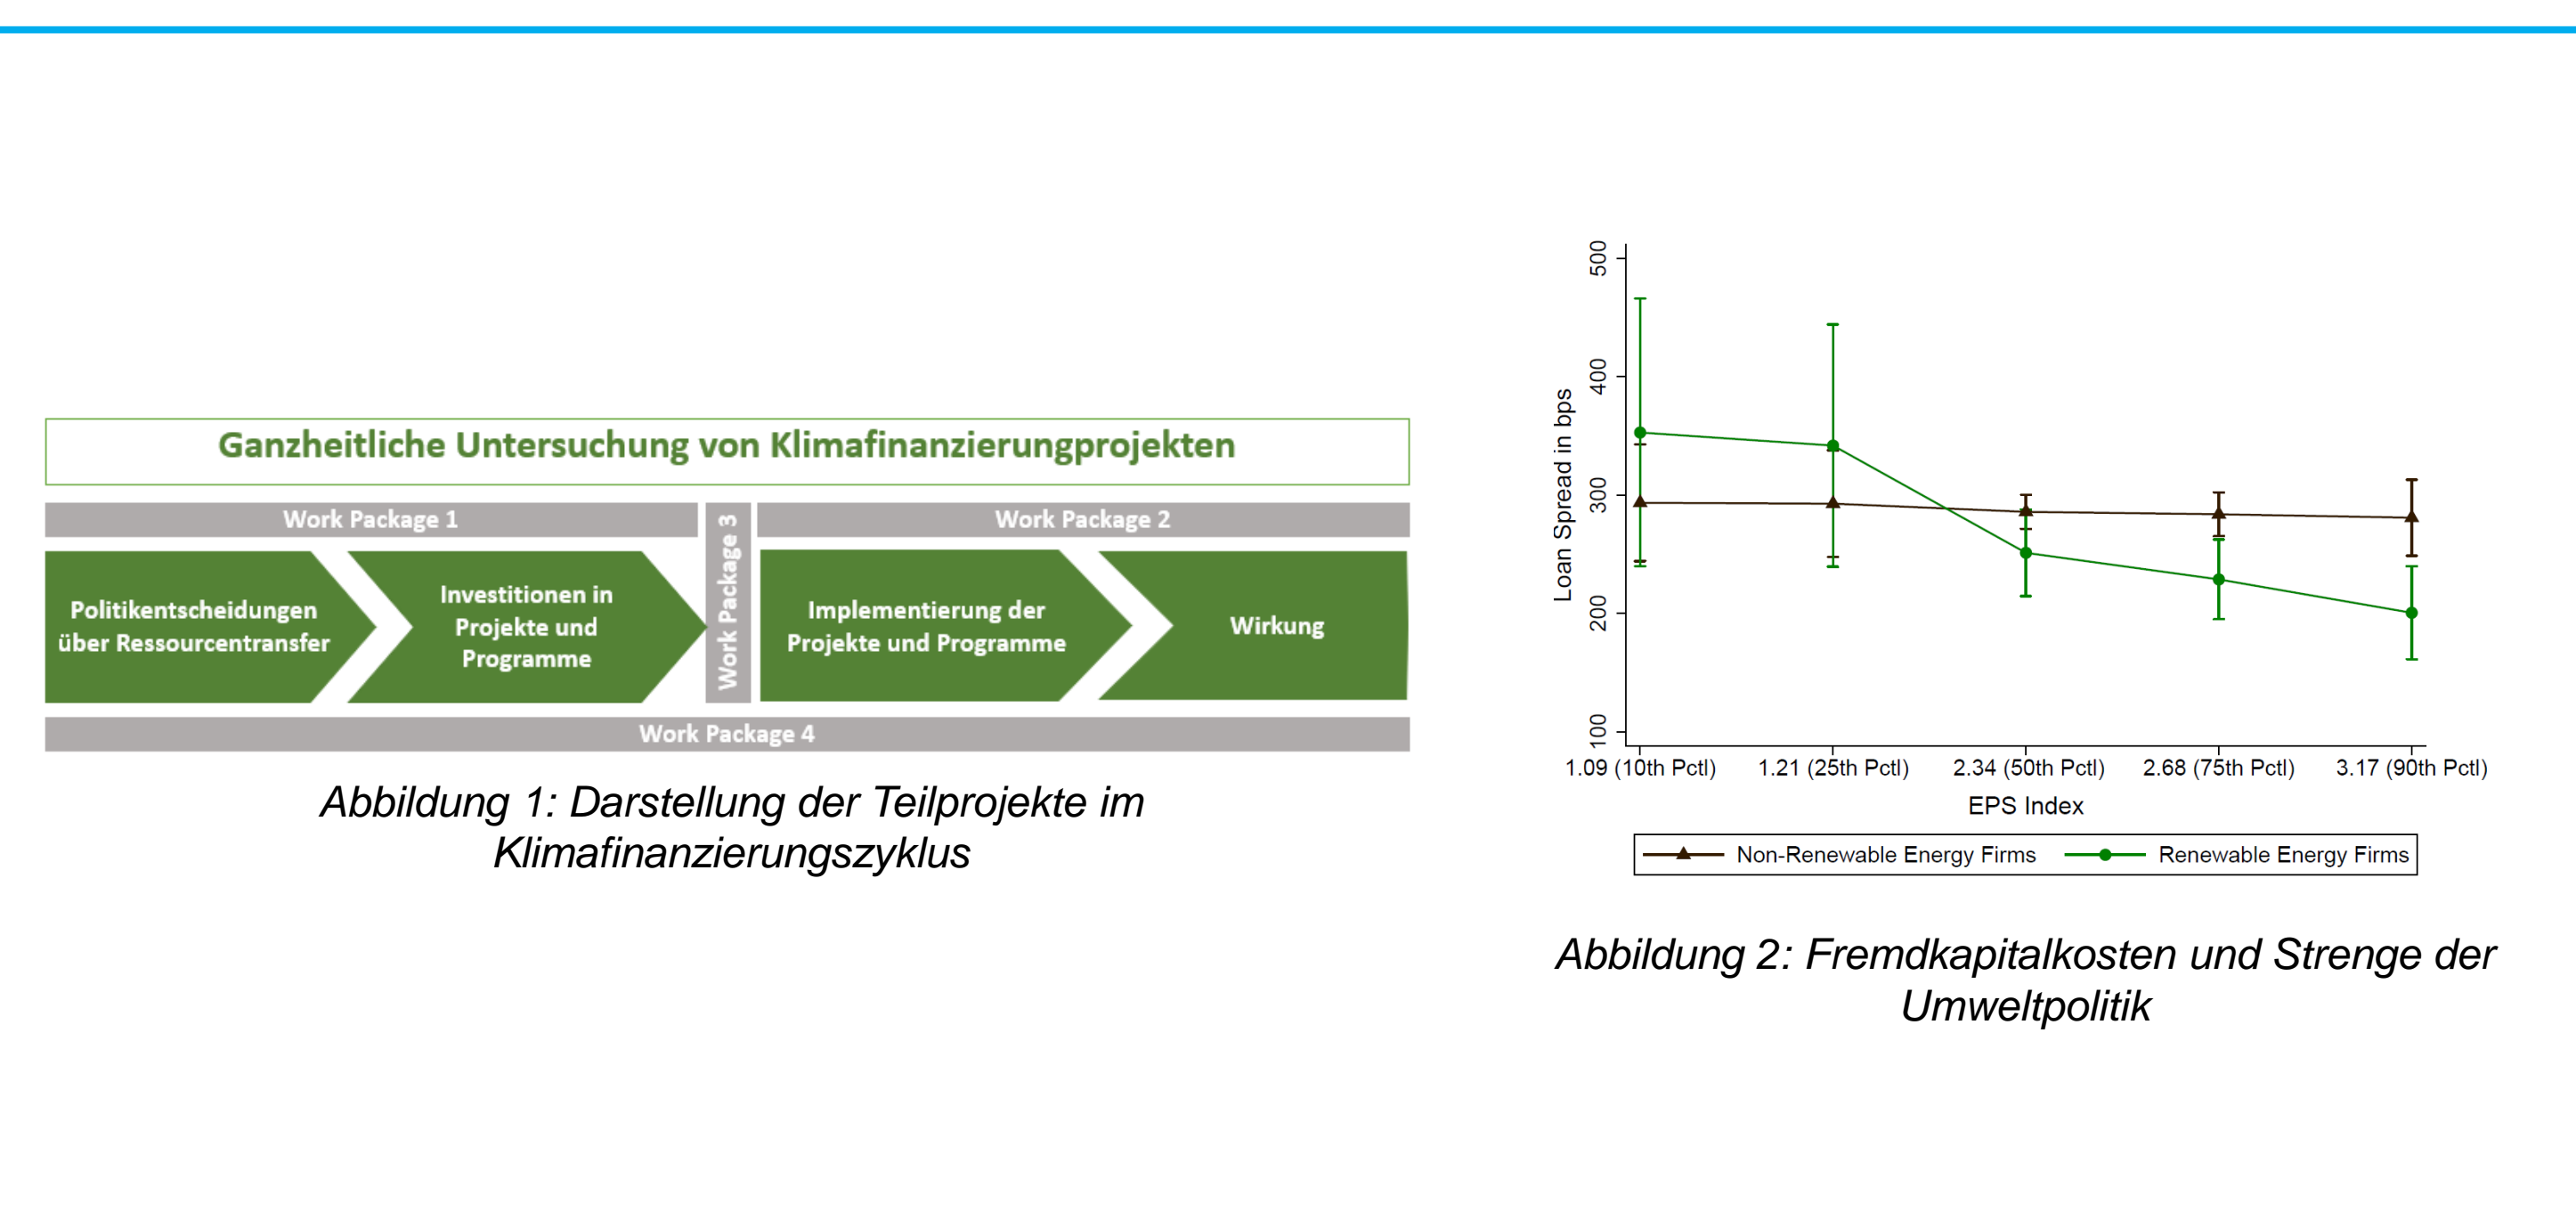 Ganzheitliche Untersuchung von Klimafinanzierungprojekten
Work Package 1
Work Package 3
Work Package 2
Politikentscheidungen
über Ressourcentransfer
Investitionen in
Projekte und
Programme
Implementierung der
Projekte und Programme
Wirkung
Work Package 4
Abbildung 1: Darstellung der Teilprojekte im
Klimafinanzierungszyklus
Loan Spread in bps
500
400
300
200
100
1.09 (10th Pctl)
1.21 (25th Pctl)
2.34 (50th Pctl)
2.68 (75th Pctl)
3.17 (90th Pctl)
EPS Index
Non-Renewable Energy Firms
Renewable Energy Firms
Abbildung 2: Fremdkapitalkosten und Strenge der
Umweltpolitik